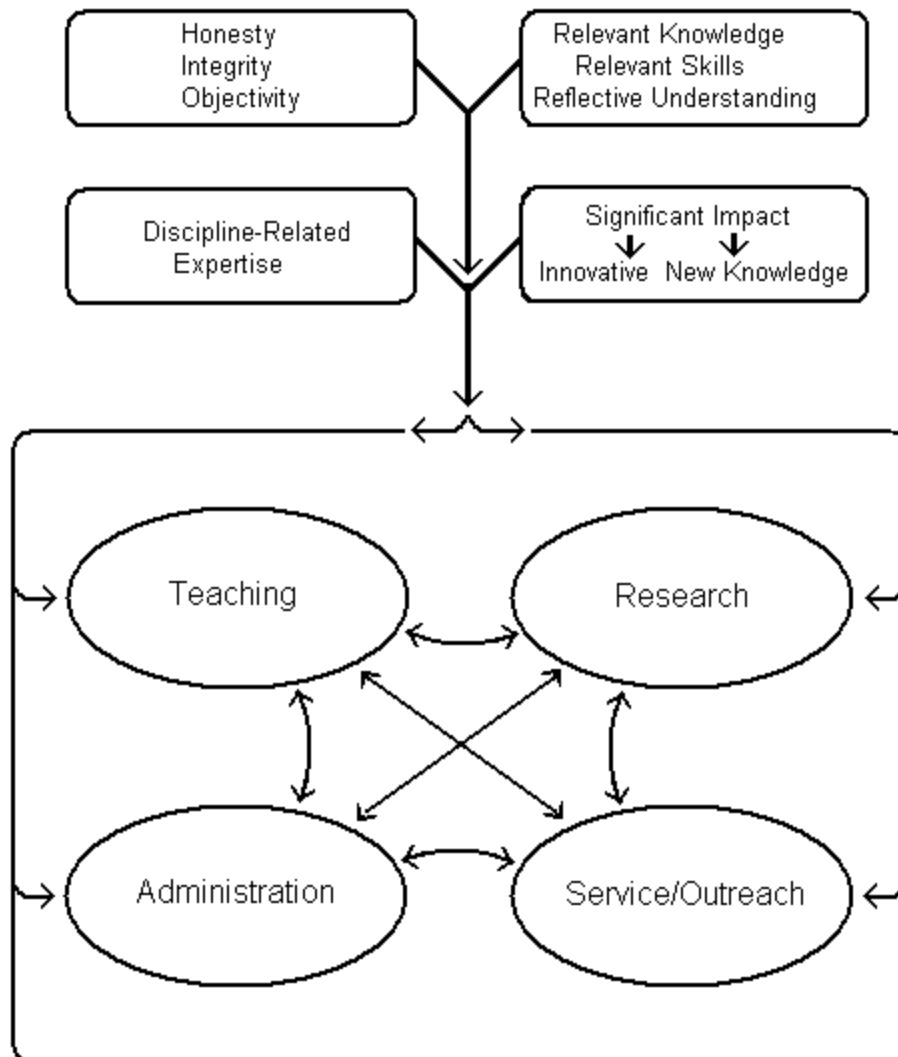 Honesty
Integrity
Objectivity
Relevant Knowledge
Relevant Skills
Reflective Understanding
Discipline-Related
Expertise
Significant Impact
Innovative New Knowledge
Teaching
Research
Administration
Service/Outreach